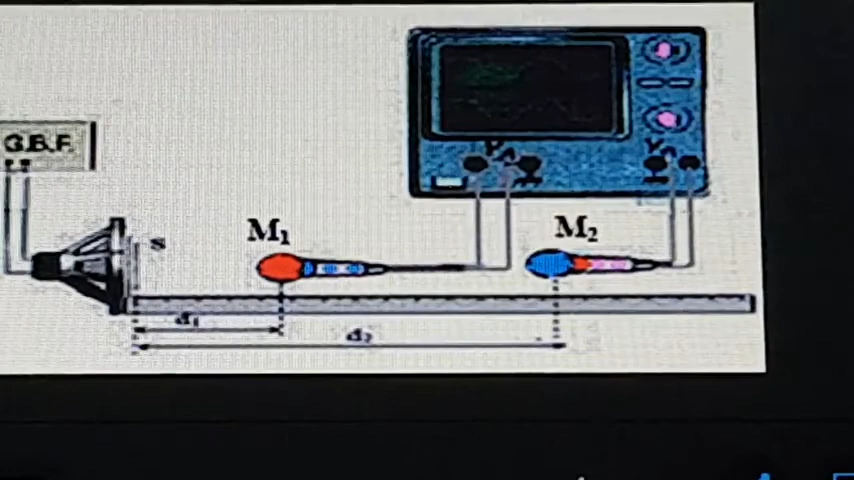 G.B.F.
S
M₁
M₂
d₁
d₂